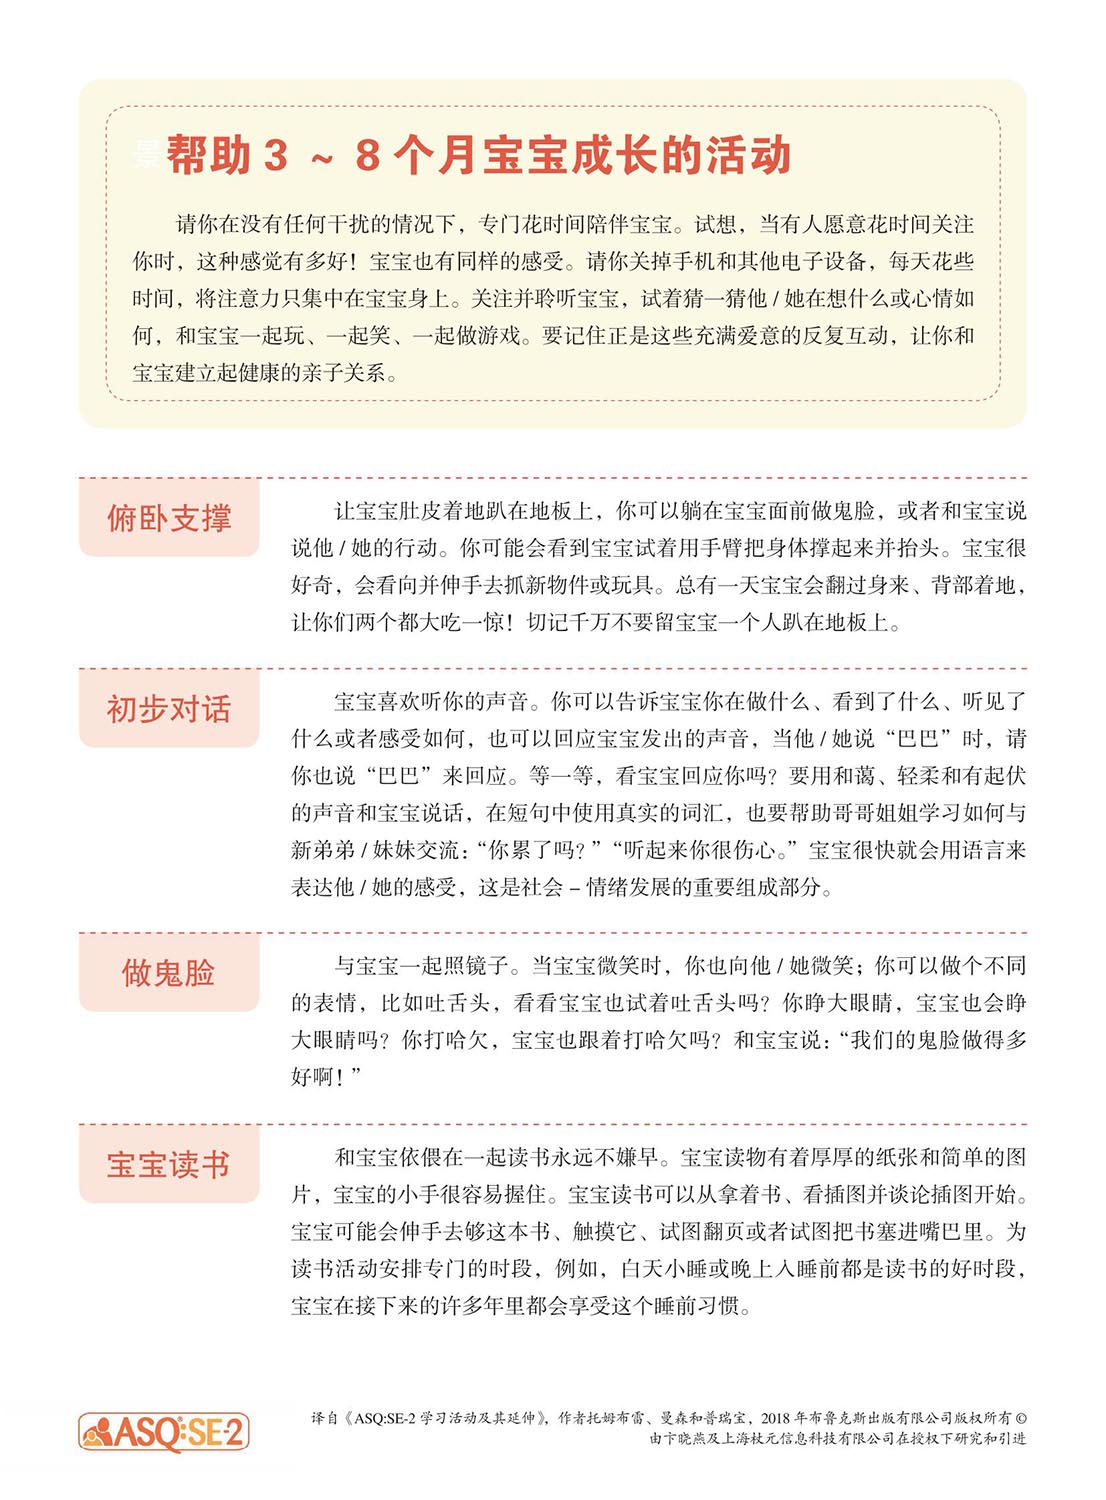 景帮助 3 ~ 8 个月宝宝成长的活动
请你在没有任何干扰的情况下，专门花时间陪伴宝宝。试想，当有人愿意花时间关注
你时，这种感觉有多好！宝宝也有同样的感受。请你关掉手机和其他电子设备，每天花些
时间，将注意力只集中在宝宝身上。关注并聆听宝宝，试着猜一猜他 / 她在想什么或心情如
何，和宝宝一起玩、一起笑、一起做游戏。要记住正是这些充满爱意的反复互动，让你和
宝宝建立起健康的亲子关系。
俯卧支撑
让宝宝肚皮着地趴在地板上，你可以躺在宝宝面前做鬼脸，或者和宝宝说
说他 / 她的行动。你可能会看到宝宝试着用手臂把身体撑起来并抬头。宝宝很
好奇，会看向并伸手去抓新物件或玩具。总有一天宝宝会翻过身来、背部着地，
让你们两个都大吃一惊！切记千万不要留宝宝一个人趴在地板上。
初步对话
宝宝喜欢听你的声音。你可以告诉宝宝你在做什么、看到了什么、听见了
什么或者感受如何，也可以回应宝宝发出的声音，当他 / 她说“巴巴”时，请
你也说“巴巴”来回应。等一等，看宝宝回应你吗？要用和蔼、轻柔和有起伏
的声音和宝宝说话，在短句中使用真实的词汇，也要帮助哥哥姐姐学习如何与
新弟弟 / 妹妹交流：“你累了吗？”“听起来你很伤心。”宝宝很快就会用语言来
表达他 / 她的感受，这是社会 – 情绪发展的重要组成部分。
做鬼脸
与宝宝一起照镜子。当宝宝微笑时，你也向他 / 她微笑；你可以做个不同
的表情，比如吐舌头，看看宝宝也试着吐舌头吗？你睁大眼睛，宝宝也会睁
大眼睛吗？你打哈欠，宝宝也跟着打哈欠吗？和宝宝说：“我们的鬼脸做得多
好啊！”
宝宝读书
和宝宝依偎在一起读书永远不嫌早。宝宝读物有着厚厚的纸张和简单的图
片，宝宝的小手很容易握住。宝宝读书可以从拿着书、看插图并谈论插图开始。
宝宝可能会伸手去够这本书、触摸它、试图翻页或者试图把书塞进嘴巴里。为
读书活动安排专门的时段，例如，白天小睡或晚上入睡前都是读书的好时段，
宝宝在接下来的许多年里都会享受这个睡前习惯。
ASQ:SE-2
译自《ASQ:SE-2 学习活动及其延伸》，作者托姆布雷、曼森和普瑞宝，2018 年布鲁克斯出版有限公司版权所有 ©
由卞晓燕及上海杖元信息科技有限公司在授权下研究和引进